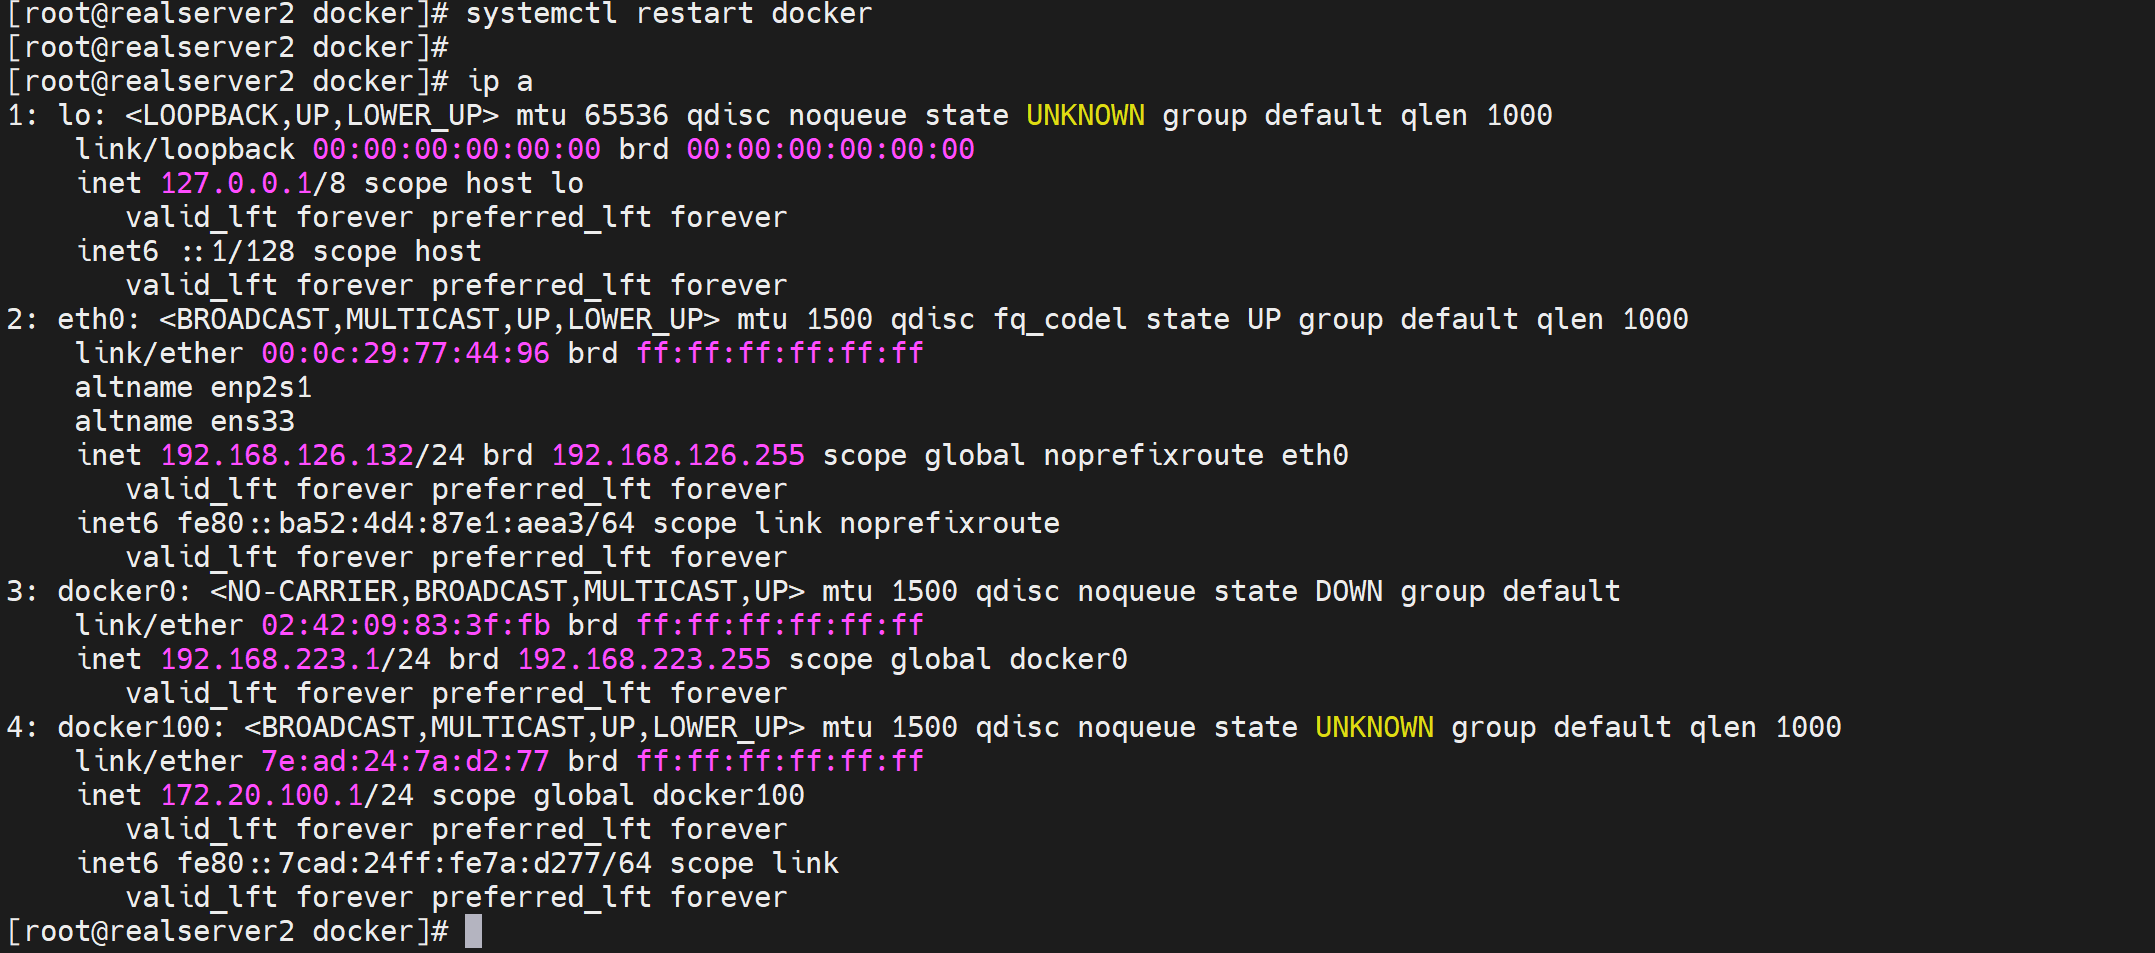 [root@realserver2 docker]# systemctl restart docker
[root@realserver2 docker]#
[root@realserver2 docker]# ip a
1: lo: <LOOPBACK,UP,LOWER_UP> mtu 65536 qdisc noqueue state UNKNOWN group default qlen 1000
    link/loopback 00:00:00:00:00:00 brd 00:00:00:00:00:00
    inet 127.0.0.1/8 scope host lo
       valid_lft forever preferred_lft forever
    inet6 ::1/128 scope host
       valid_lft forever preferred_lft forever
2: eth0: <BROADCAST,MULTICAST,UP,LOWER_UP> mtu 1500 qdisc fq_codel state UP group default qlen 1000
    link/ether 00:0c:29:77:44:96 brd ff:ff:ff:ff:ff:ff
    altname enp2s1
    altname ens33
    inet 192.168.126.132/24 brd 192.168.126.255 scope global noprefixroute eth0
       valid_lft forever preferred_lft forever
    inet6 fe80::ba52:4d4:87e1:aea3/64 scope link noprefixroute
       valid_lft forever preferred_lft forever
3: docker0: <NO-CARRIER,BROADCAST,MULTICAST,UP> mtu 1500 qdisc noqueue state DOWN group default
    link/ether 02:42:09:83:3f:fb brd ff:ff:ff:ff:ff:ff
    inet 192.168.223.1/24 brd 192.168.223.255 scope global docker0
       valid_lft forever preferred_lft forever
4: docker100: <BROADCAST,MULTICAST,UP,LOWER_UP> mtu 1500 qdisc noqueue state UNKNOWN group default qlen 1000
    link/ether 7e:ad:24:7a:d2:77 brd ff:ff:ff:ff:ff:ff
    inet 172.20.100.1/24 scope global docker100
       valid_lft forever preferred_lft forever
    inet6 fe80::7cad:24ff:fe7a:d277/64 scope link
       valid_lft forever preferred_lft forever
[root@realserver2 docker]#